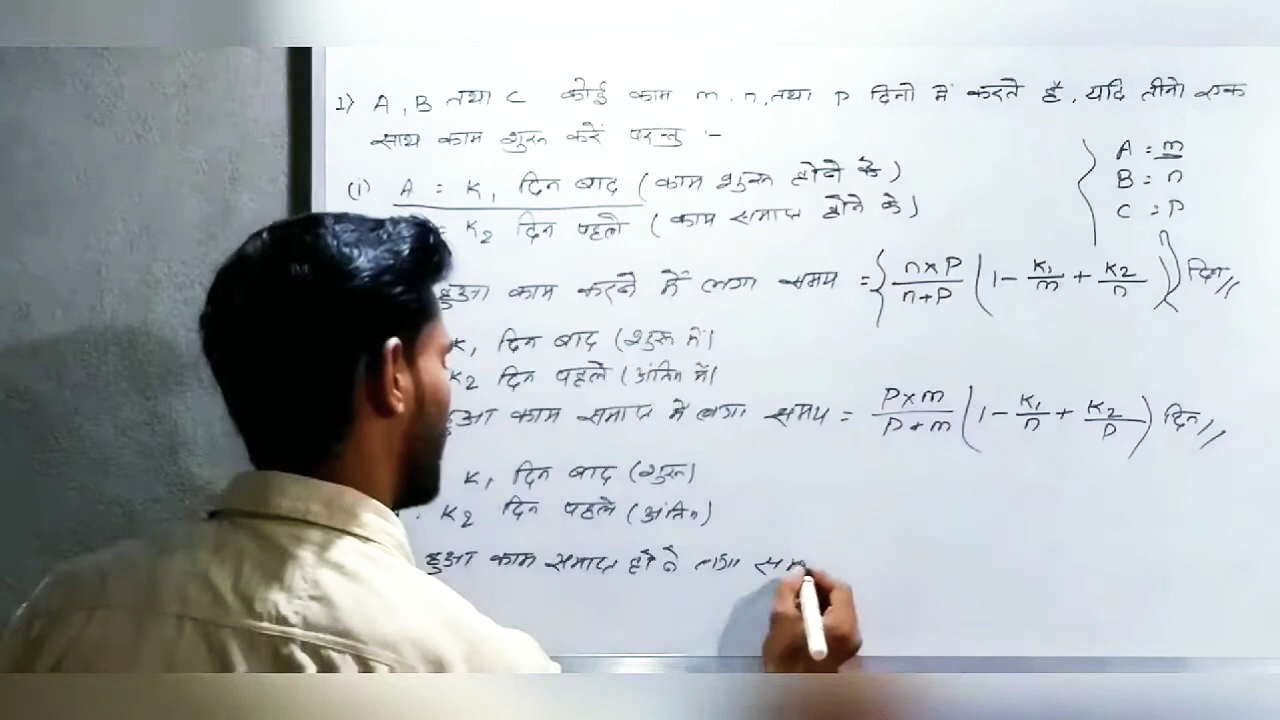 1) A, B तथा C कोई काम m, n, तथा P दिनो में करते है, यदि तीनो एक
साथ काम शुरू करें परन्तु :-
A = m
B = n
C = P
(i) A = K₁ दिन बाद (काम शुरू होने के)
= K₂ दिन पहले (काम समाप्त होने के)
हुआ काम करने में लगा समय = { n×P / n+P ( 1 - K₁/m + K₂/n ) } दिन//
K₁ दिन बाद (शुरू में)
K₂ दिन पहले (अंतिम में)
हुआ काम समाप्त में लगा समय = P×m / P+m ( 1 - K₁/n + K₂/P ) दिन//
K₁ दिन बाद (शुरू)
K₂ दिन पहले (अंतिम)
हुआ काम समाप्त होने लगा सम